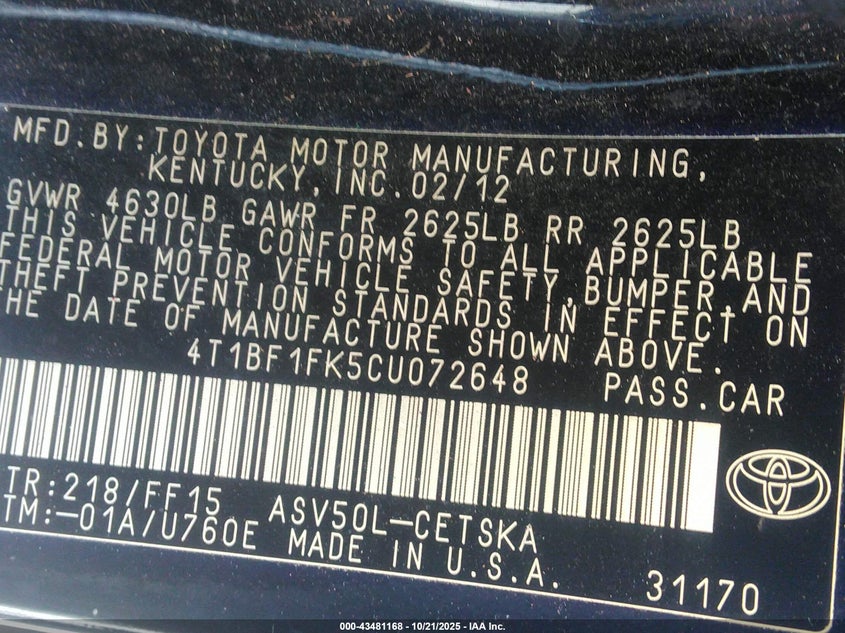 MFD.BY:TOYOTA MOTOR MANUFACTURING,
KENTUCKY,INC.02/12
GVWR 4630LB GAWR FR 2625LB RR 2625LB
THIS VEHICLE CONFORMS TO ALL APPLICABLE
FEDERAL MOTOR VEHICLE SAFETY,BUMPER,AND
THEFT PREVENTION STANDARDS IN EFFECT ON
THE DATE OF MANUFACTURE SHOWN ABOVE.
4T1BF1FK5CU072648 PASS.CAR
TR:218/FF15 ASV50L-CETSKA
TM:-01A/U760E MADE IN U.S.A. 31170
000-43481168 • 10/21/2025 - IAA Inc.